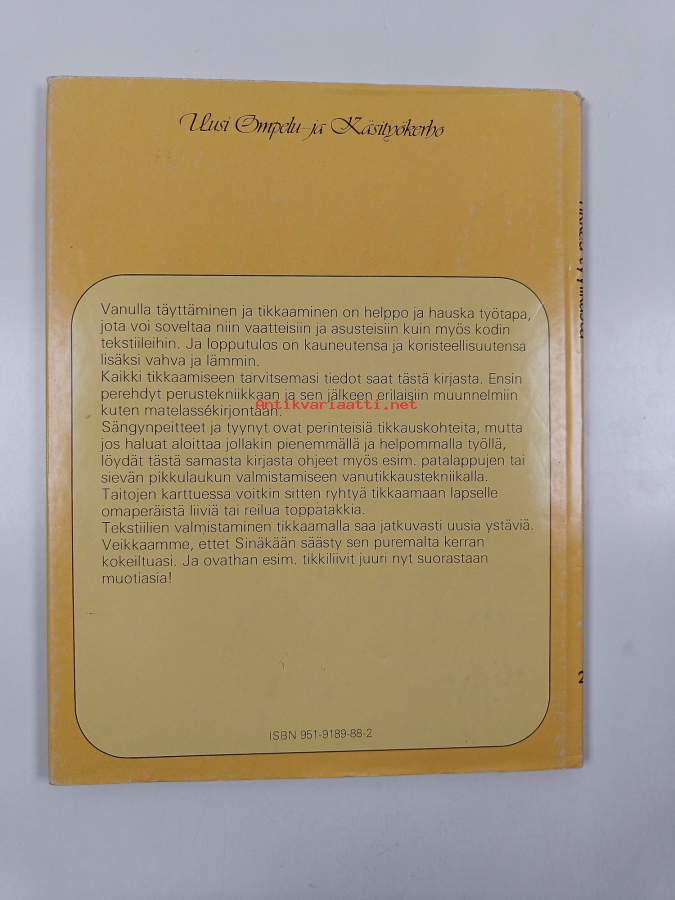 Uusi Ompelu- ja Käsityökerho
Vanulla täyttäminen ja tikkaaminen on helppo ja hauska työtapa,
jota voi soveltaa niin vaatteisiin ja asusteisiin kuin myös kodin
tekstiileihin. Ja lopputulos on kauneutensa ja koristeellisuutensa
lisäksi vahva ja lämmin.
Kaikki tikkaamiseen tarvitsemasi tiedot saat tästä kirjasta. Ensin
perehdyt perustekniikkaan ja sen jälkeen erilaisiin muunnelmiin
kuten matelassékirjontaan.
Antikvariaatti.net
Sängynpeitteet ja tyynyt ovat perinteisiä tikkauskohteita, mutta
jos haluat aloittaa jollakin pienemmällä ja helpommalla työllä,
löydät tästä samasta kirjasta ohjeet myös esim. patalappujen tai
sievän pikkulaukun valmistamiseen vanutikkaustekniikalla.
Taitojen karttuessa voitkin sitten ryhtyä tikkaamaan lapselle
omaperäistä liiviä tai reilua toppatakkia.
Tekstiilien valmistaminen tikkaamalla saa jatkuvasti uusia ystäviä.
Veikkaamme, ettet Sinäkään säästy sen puremalta kerran
kokeiltuasi. Ja ovathan esim. tikkiliivit juuri nyt suorastaan
muotiasia!
ISBN 951-9189-88-2
2